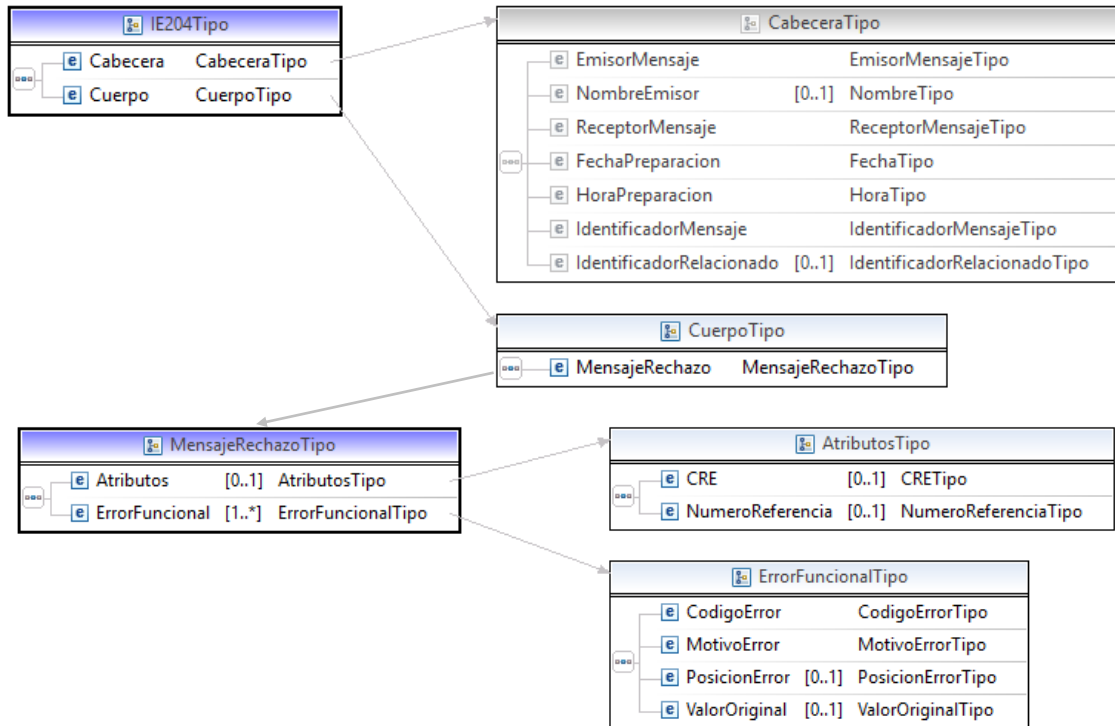 IE204Tipo
Cabecera CabeceraTipo
Cuerpo CuerpoTipo
CabeceraTipo
EmisorMensaje EmisorMensajeTipo
NombreEmisor [0..1] NombreTipo
ReceptorMensaje ReceptorMensajeTipo
FechaPreparacion FechaTipo
HoraPreparacion HoraTipo
IdentificadorMensaje IdentificadorMensajeTipo
IdentificadorRelacionado [0..1] IdentificadorRelacionadoTipo
CuerpoTipo
MensajeRechazo MensajeRechazoTipo
MensajeRechazoTipo
Atributos [0..1] AtributosTipo
ErrorFuncional [1..*] ErrorFuncionalTipo
AtributosTipo
CRE [0..1] CRETipo
NumeroReferencia [0..1] NumeroReferenciaTipo
ErrorFuncionalTipo
CodigoError CodigoErrorTipo
MotivoError MotivoErrorTipo
PosicionError [0..1] PosicionErrorTipo
ValorOriginal [0..1] ValorOriginalTipo